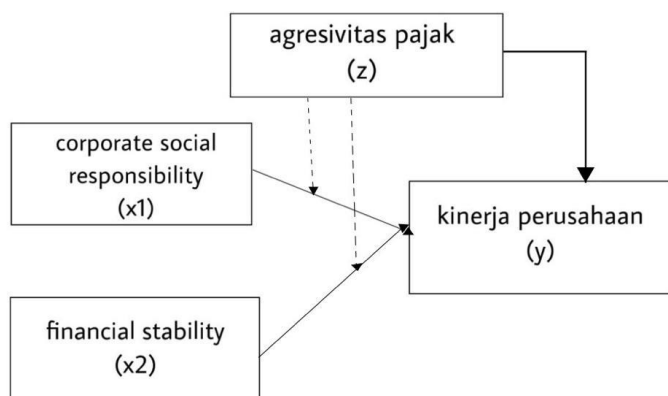 agresivitas pajak
(z)
corporate social
responsibility
(x1)
kinerja perusahaan
(y)
financial stability
(x2)